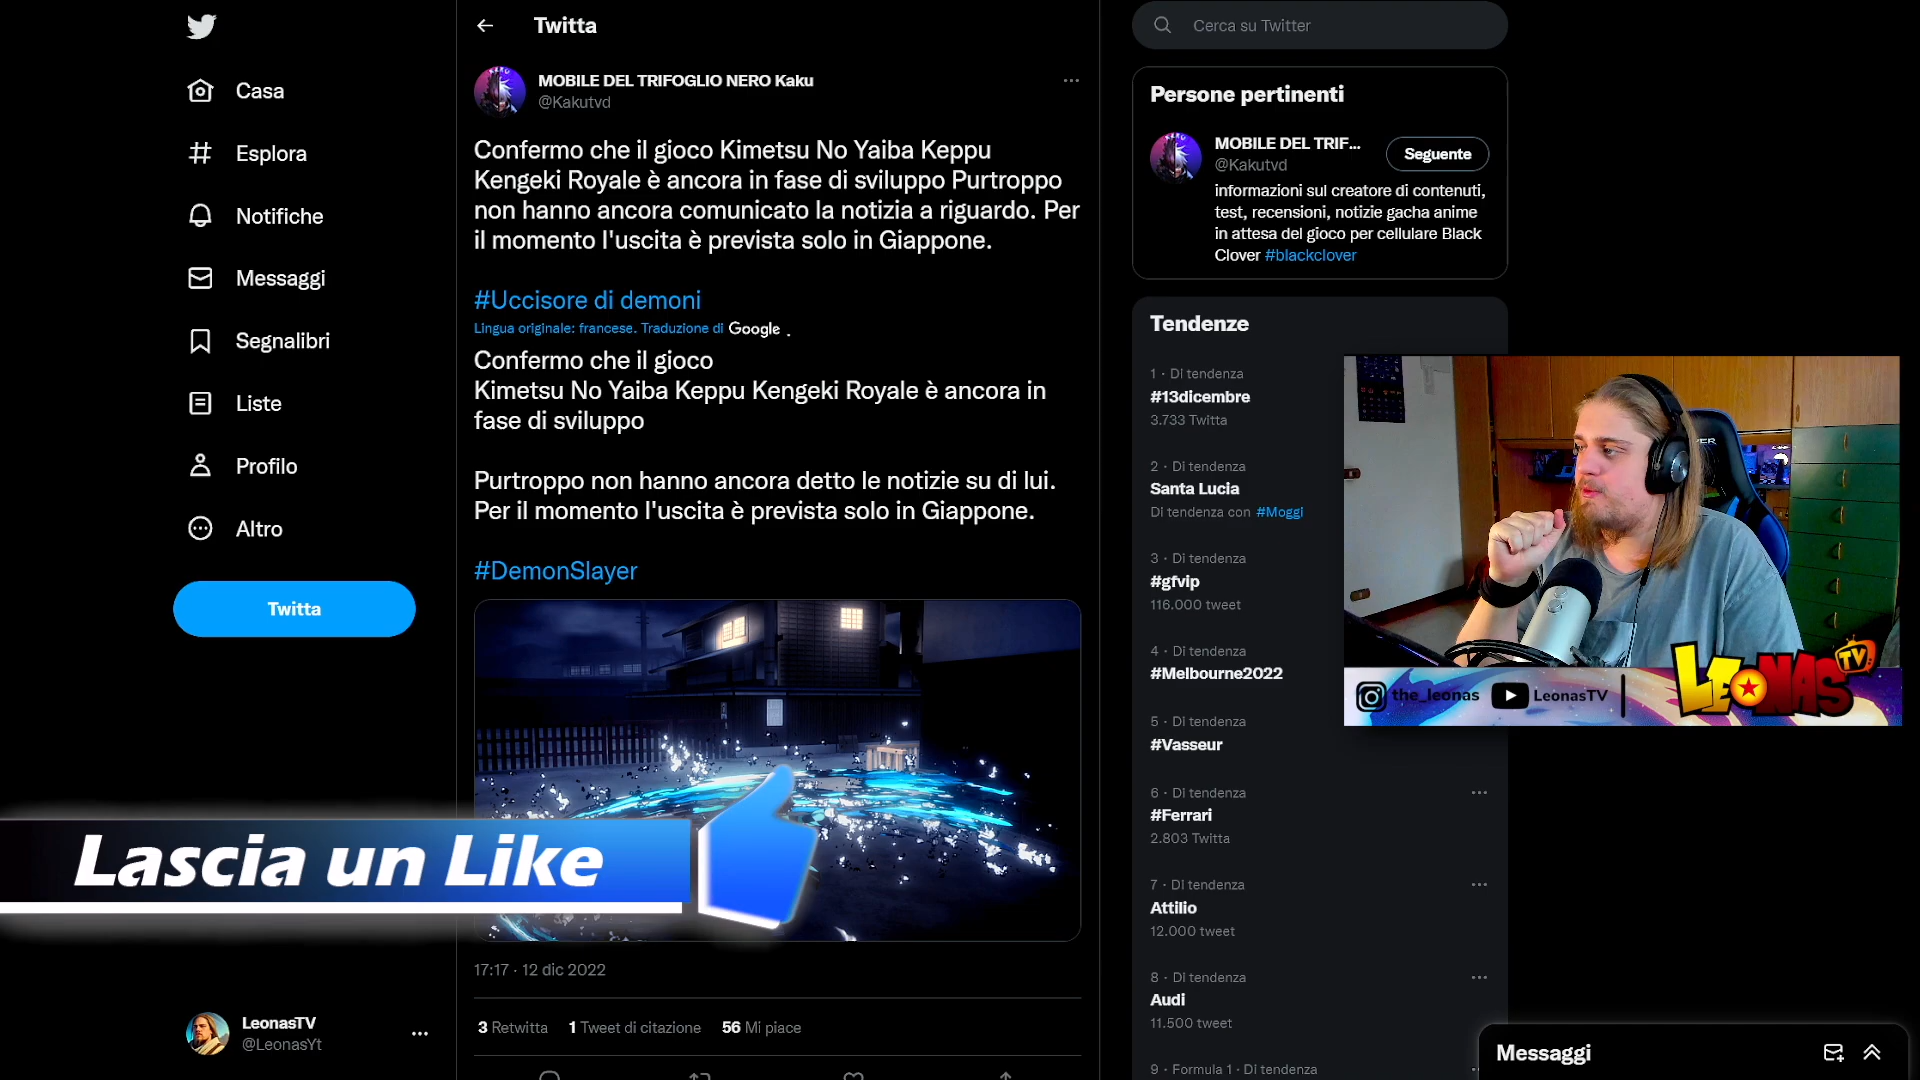 Casa
Esplora
Notifiche
Messaggi
Segnalibri
Liste
Profilo
Altro
Twitta
LeonasTV
@LeonasYt
Twitta
MOBILE DEL TRIFOGLIO NERO Kaku
@Kakutvd
Confermo che il gioco Kimetsu No Yaiba Keppu
Kengeki Royale è ancora in fase di sviluppo Purtroppo
non hanno ancora comunicato la notizia a riguardo. Per
il momento l'uscita è prevista solo in Giappone.
#Uccisore di demoni
Lingua originale: francese. Traduzione di Google .
Confermo che il gioco
Kimetsu No Yaiba Keppu Kengeki Royale è ancora in
fase di sviluppo
Purtroppo non hanno ancora detto le notizie su di lui.
Per il momento l'uscita è prevista solo in Giappone.
#DemonSlayer
Lascia un Like
17:17 · 12 dic 2022
3 Retwitta 1 Tweet di citazione 56 Mi piace
Cerca su Twitter
Persone pertinenti
MOBILE DEL TRIF...
@Kakutvd
Seguente
informazioni sul creatore di contenuti,
test, recensioni, notizie gacha anime
in attesa del gioco per cellulare Black
Clover #blackclover
Tendenze
1 · Di tendenza
#13dicembre
3.733 Twitta
2 · Di tendenza
Santa Lucia
Di tendenza con #Moggi
3 · Di tendenza
#gfvip
116.000 tweet
4 · Di tendenza
#Melbourne2022
5 · Di tendenza
#Vasseur
6 · Di tendenza
#Ferrari
2.803 Twitta
7 · Di tendenza
Attilio
12.000 tweet
8 · Di tendenza
Audi
11.500 tweet
9 · Formula 1 · Di tendenza
the_leonas
LeonasTV
LEONAS TV
Messaggi